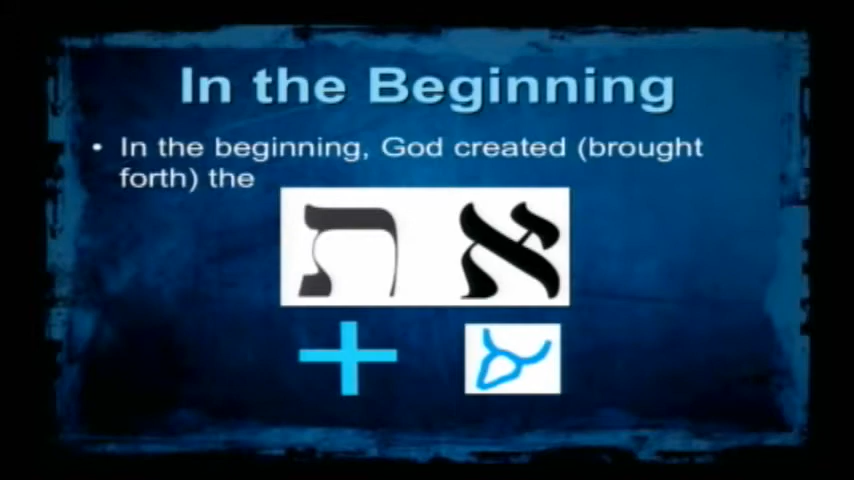 In the Beginning
• In the beginning, God created (brought
forth) the
את